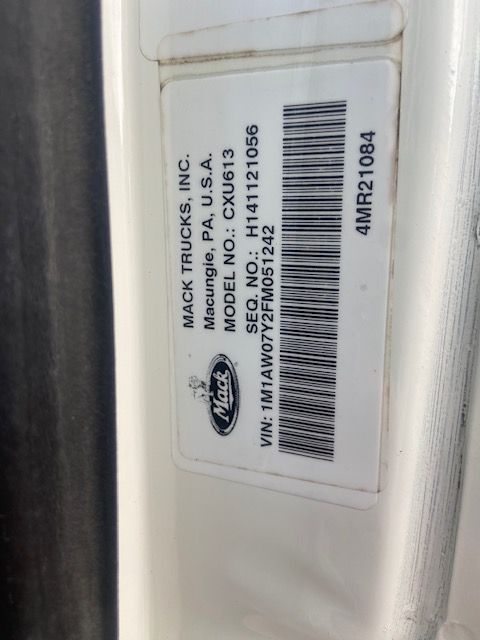 MACK TRUCKS, INC.
Macungie, PA, U.S.A.
MODEL NO.: CXU613
SEQ. NO.: H141121056
Mack
VIN: 1M1AW07Y2FM051242
4MR21084